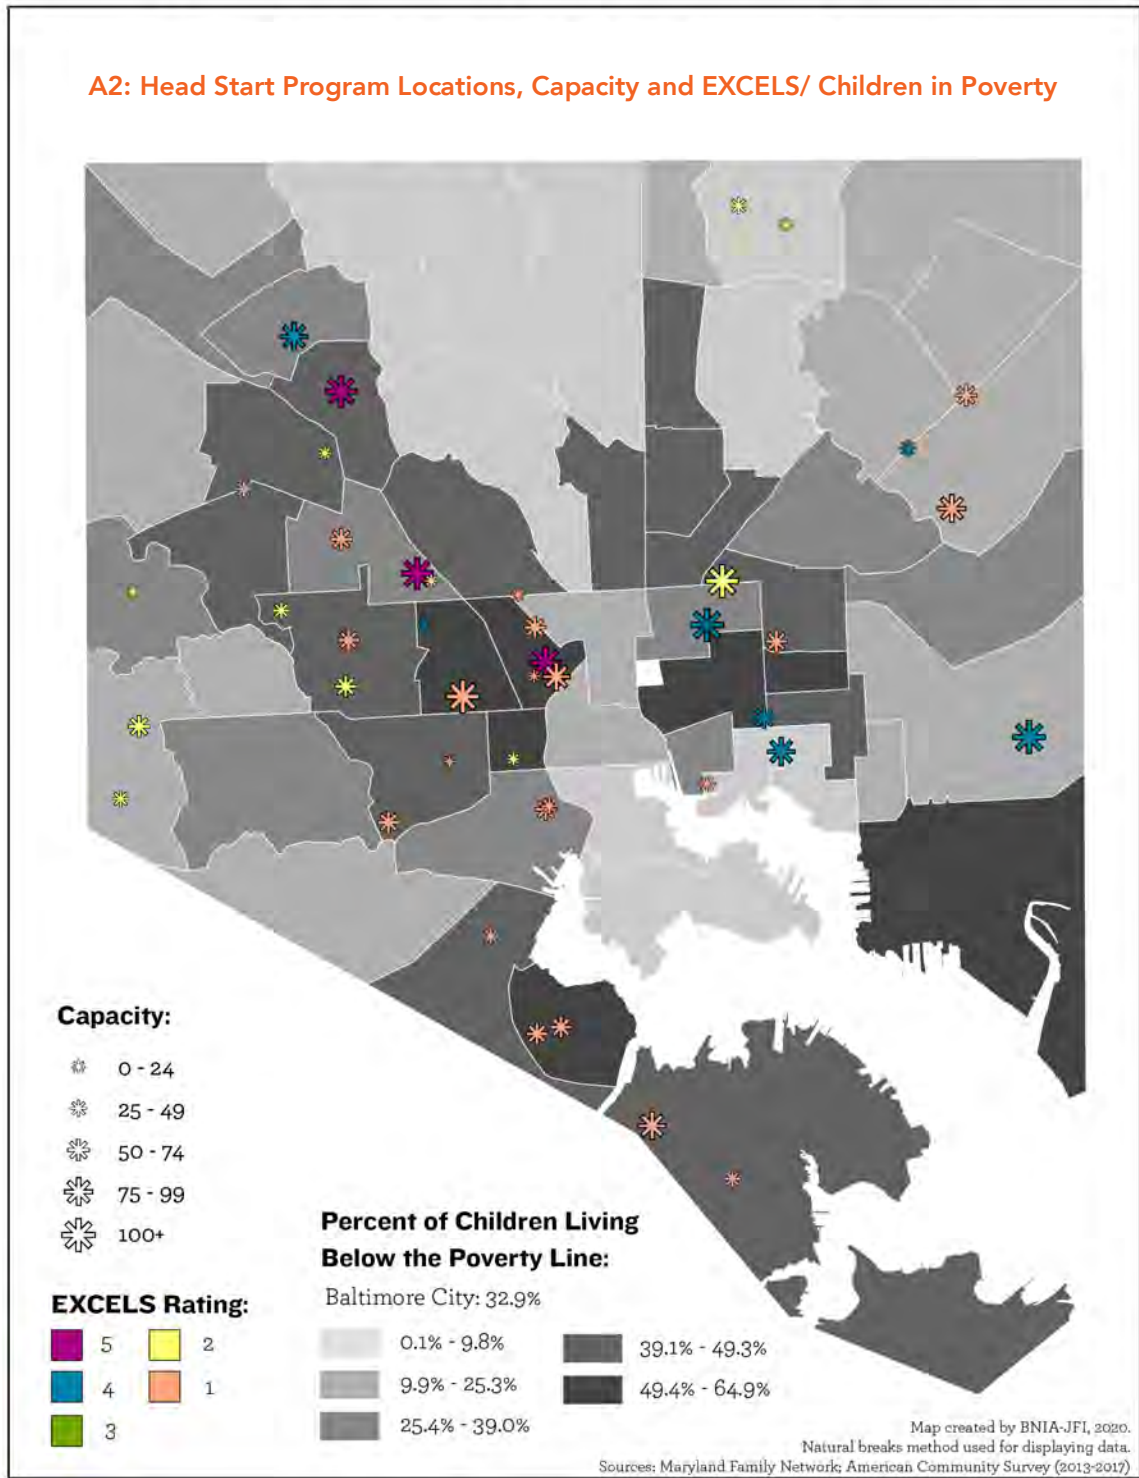 A2: Head Start Program Locations, Capacity and EXCELS/ Children in Poverty
Capacity:
0 - 24
25 - 49
50 - 74
75 - 99
100+
EXCELS Rating:
5
2
4
1
3
Percent of Children Living
Below the Poverty Line:
Baltimore City: 32.9%
0.1% - 9.8%
39.1% - 49.3%
9.9% - 25.3%
49.4% - 64.9%
25.4% - 39.0%
Map created by BNIA-JFI, 2020.
Natural breaks method used for displaying data.
Sources: Maryland Family Network; American Community Survey (2013-2017)